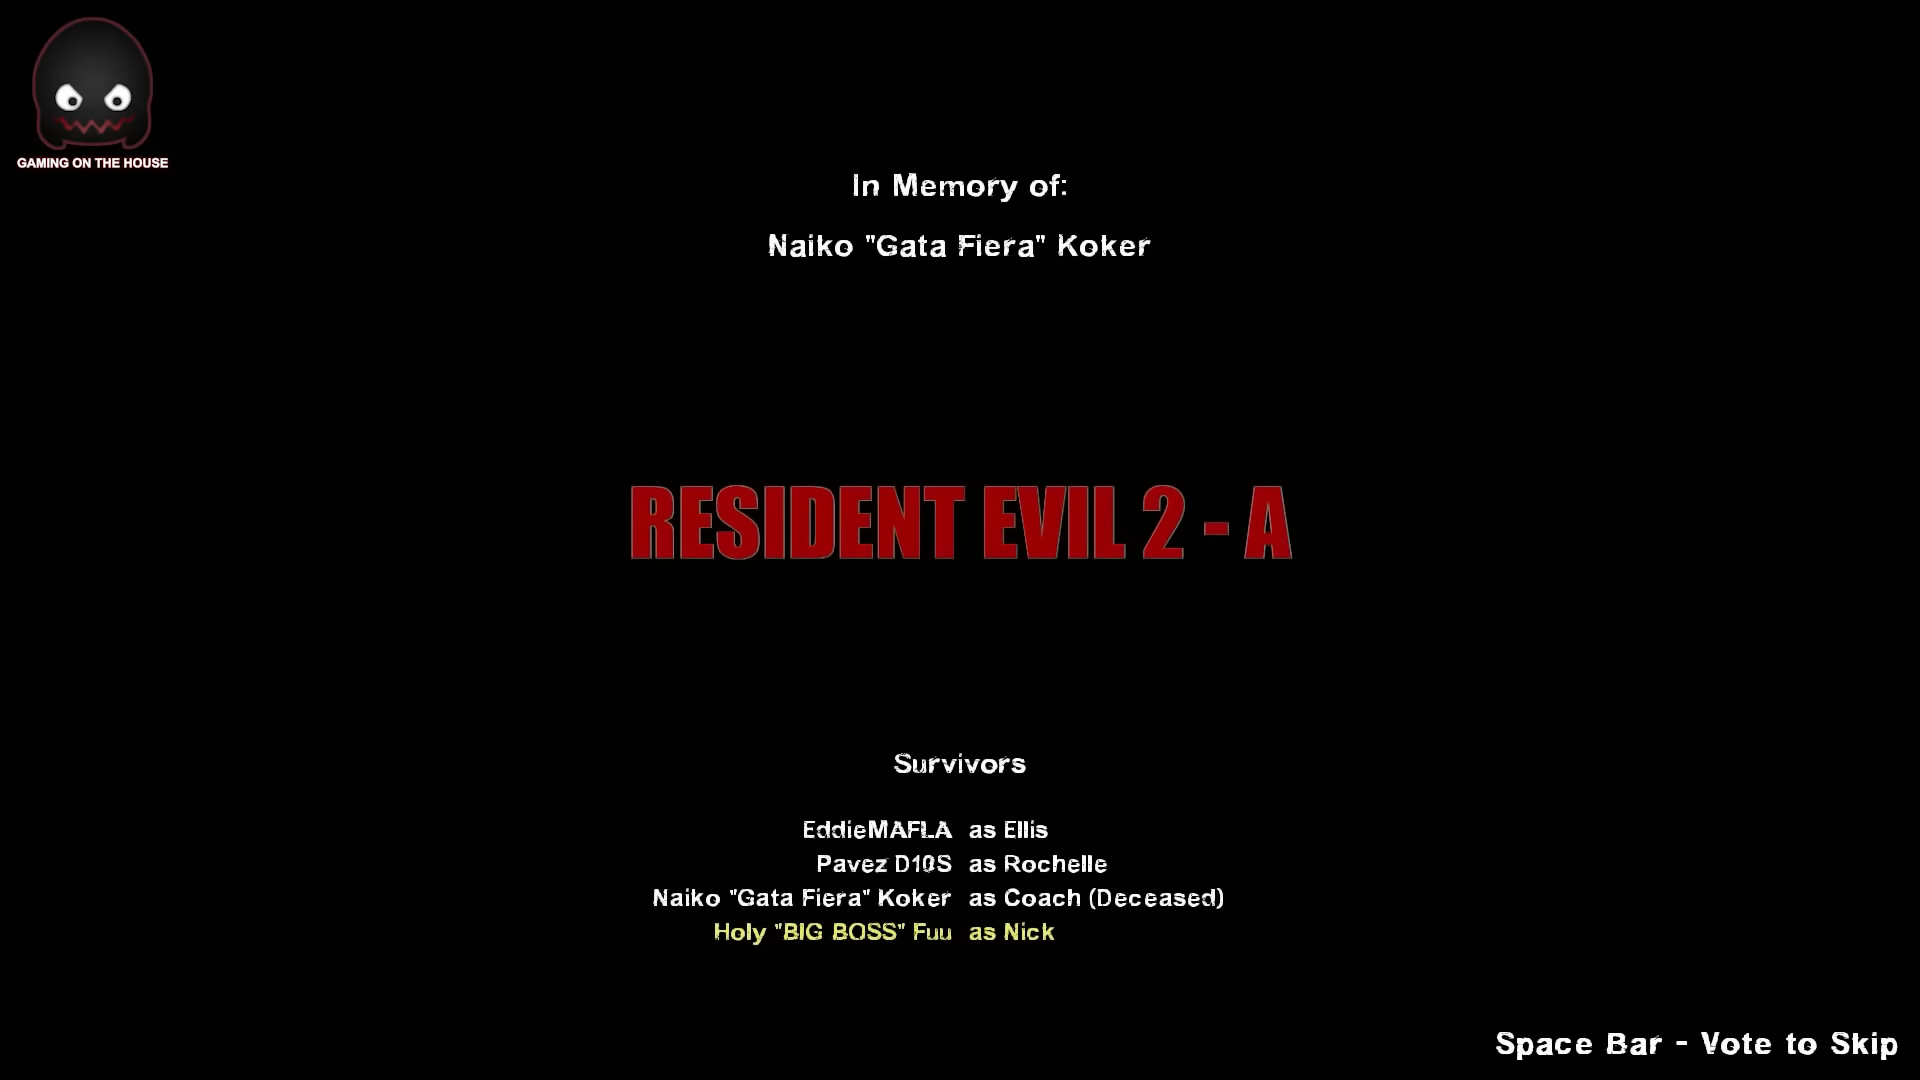 GAMING ON THE HOUSE
In Memory of:
Naiko "Gata Fiera" Koker
RESIDENT EVIL 2 - A
Survivors
EddieMAFLA as Ellis
Pavez D10S as Rochelle
Naiko "Gata Fiera" Koker as Coach (Deceased)
Holy "BIG BOSS" Fuu as Nick
Space Bar - Vote to Skip